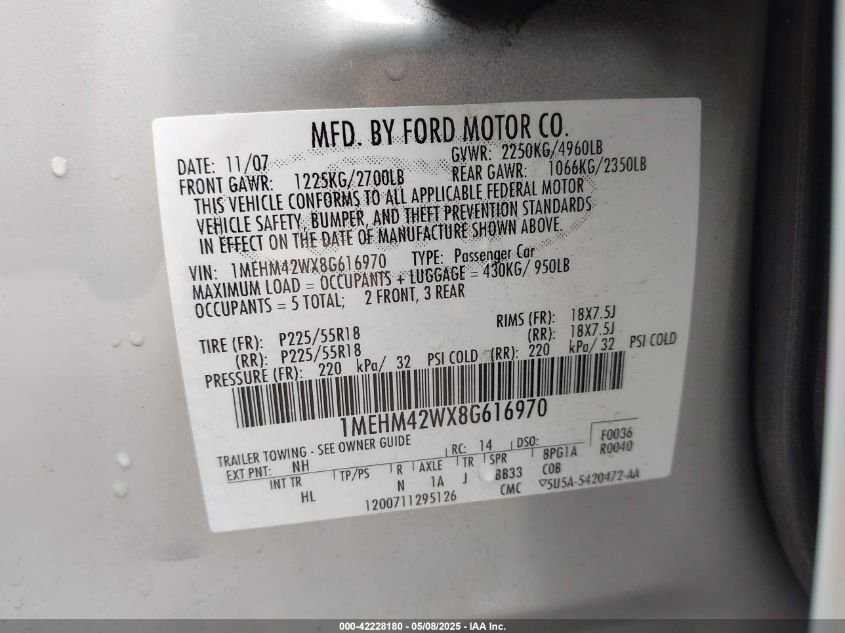 MFD. BY FORD MOTOR CO.
DATE: 11/07 GVWR: 2250KG/4960LB
FRONT GAWR: 1225KG/2700LB REAR GAWR: 1066KG/2350LB
THIS VEHICLE CONFORMS TO ALL APPLICABLE FEDERAL MOTOR
VEHICLE SAFETY, BUMPER, AND THEFT PREVENTION STANDARDS
IN EFFECT ON THE DATE OF MANUFACTURE SHOWN ABOVE.
VIN: 1MEHM42WX8G616970 TYPE: Passenger Car
MAXIMUM LOAD = OCCUPANTS + LUGGAGE = 430KG/ 950LB
OCCUPANTS = 5 TOTAL; 2 FRONT, 3 REAR
TIRE (FR): P225/55R18 RIMS (FR): 18X7.5J
(RR): P225/55R18 (RR): 18X7.5J
PRESSURE (FR): 220 kPa/ 32 PSI COLD (RR): 220 kPa/ 32 PSI COLD
1MEHM42WX8G616970
TRAILER TOWING - SEE OWNER GUIDE RC: 14 DSO: F0036
EXT PNT: NH 8PG1A R0040
INT TR TP/PS R AXLE TR SPR COB
HL N 1A J BB33
1200711295126 CMC ▽5U5A-5420472-AA
000-42228180 - 05/08/2025 - IAA Inc.